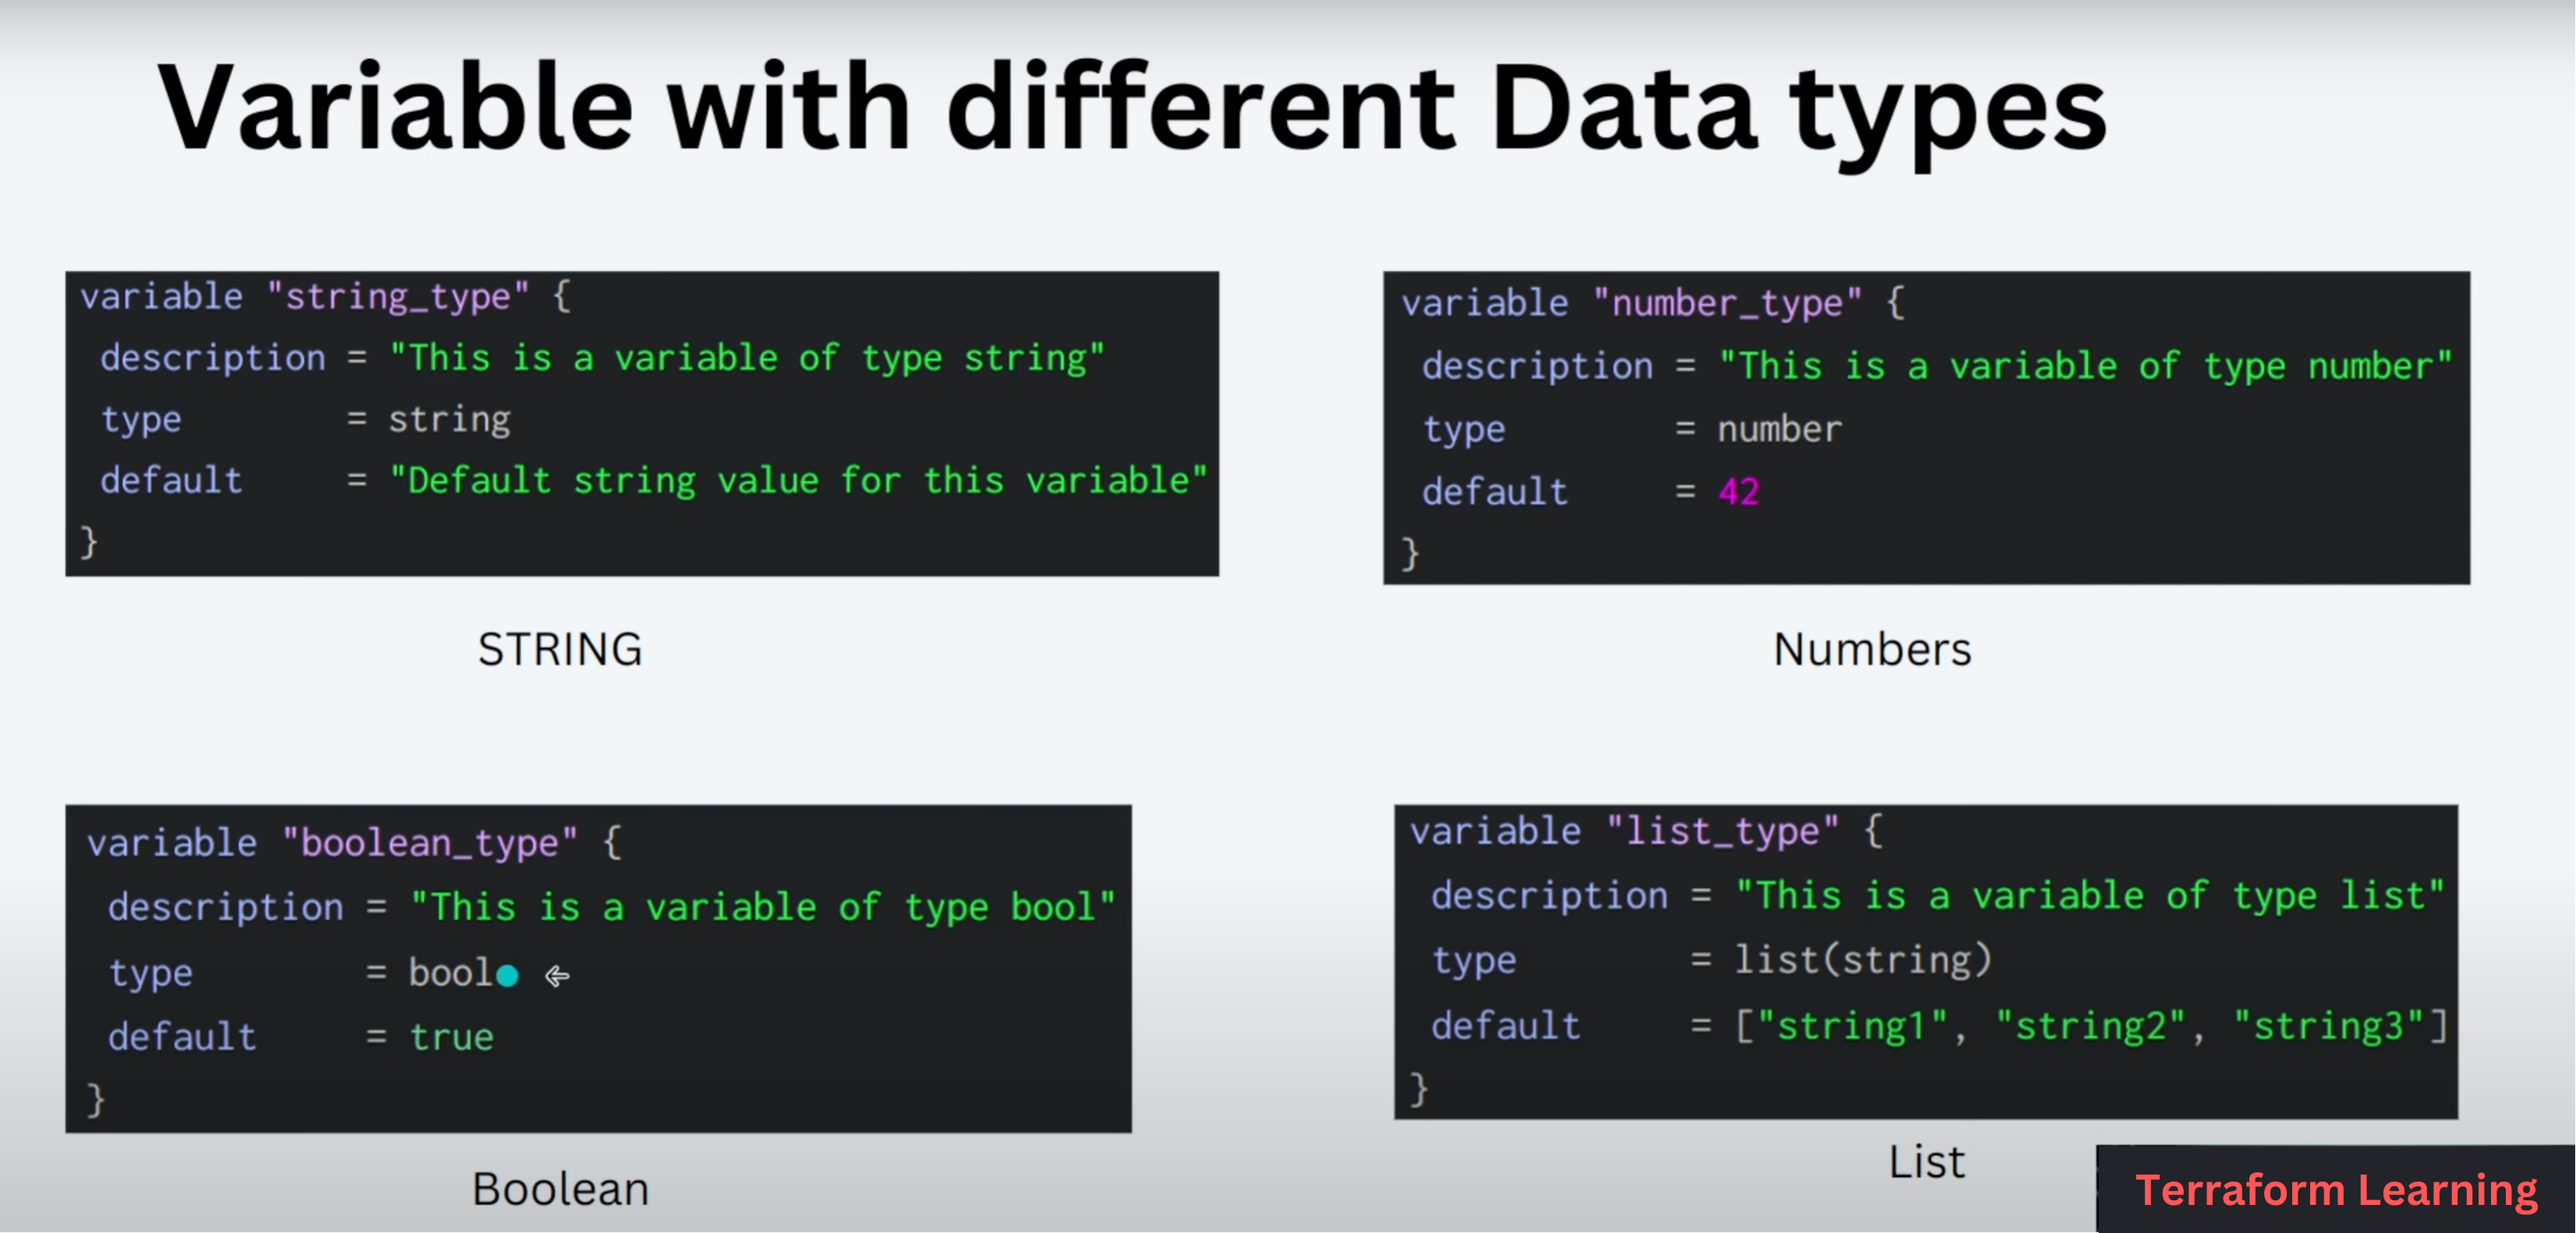 Variable with different Data types
variable "string_type" {
description = "This is a variable of type string"
type = string
default = "Default string value for this variable"
}
STRING
variable "number_type" {
description = "This is a variable of type number"
type = number
default = 42
}
Numbers
variable "boolean_type" {
description = "This is a variable of type bool"
type = bool
default = true
}
Boolean
variable "list_type" {
description = "This is a variable of type list"
type = list(string)
default = ["string1", "string2", "string3"]
}
List
Terraform Learning